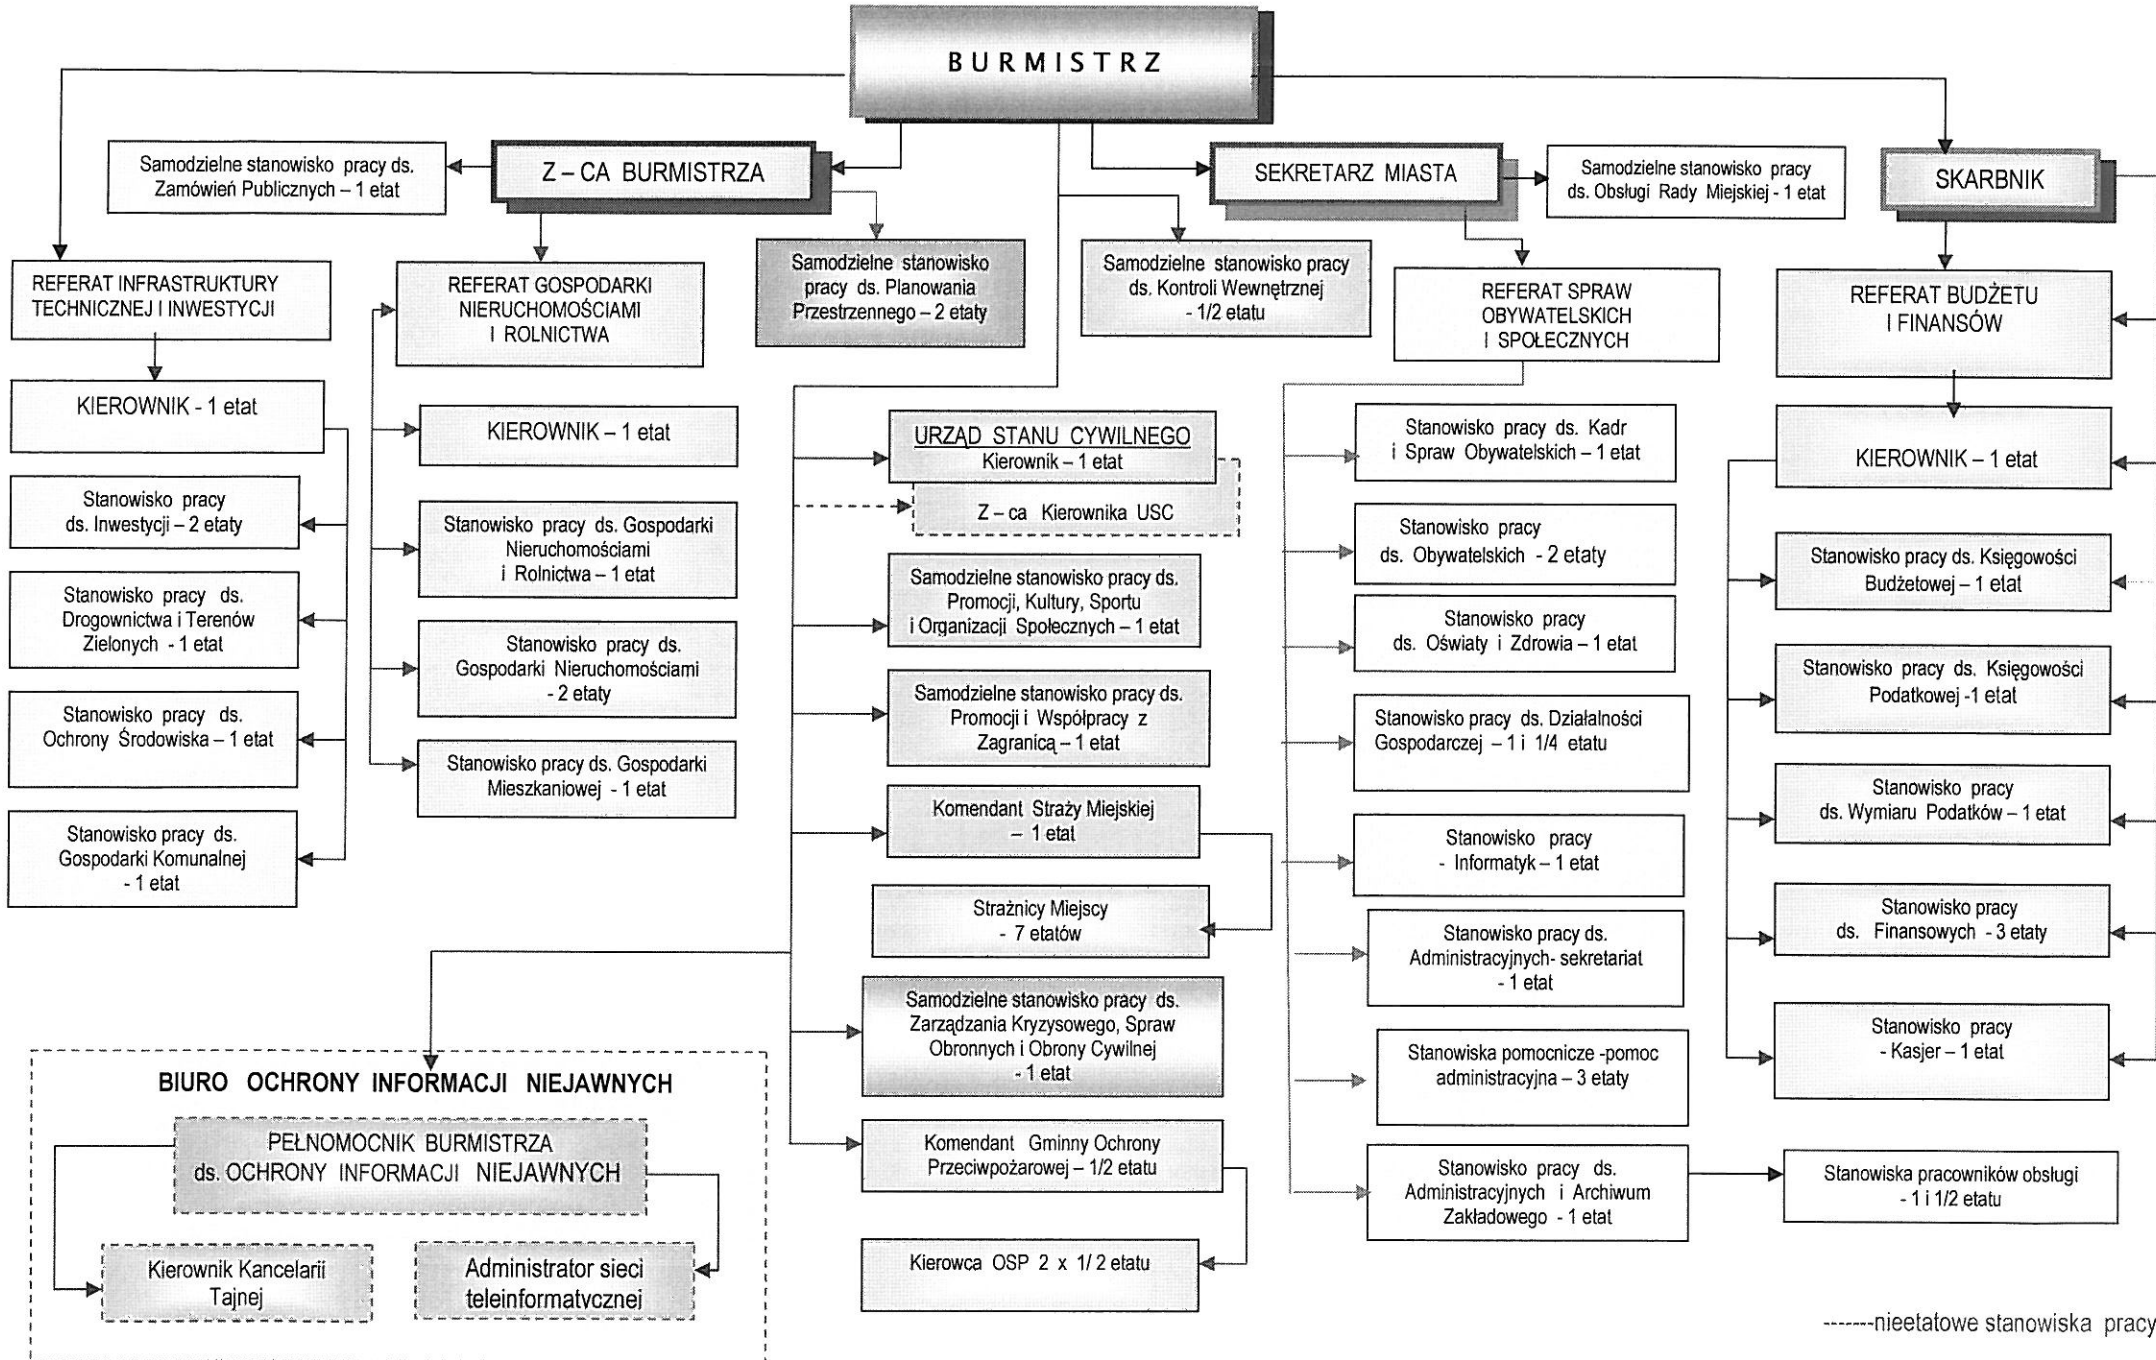 BURMISTRZ
Samodzielne stanowisko pracy ds.
Zamówień Publicznych – 1 etat
Z – CA BURMISTRZA
SEKRETARZ MIASTA
Samodzielne stanowisko pracy
ds. Obsługi Rady Miejskiej - 1 etat
SKARBNIK
REFERAT INFRASTRUKTURY
TECHNICZNEJ I INWESTYCJI
REFERAT GOSPODARKI
NIERUCHOMOŚCIAMI
I ROLNICTWA
Samodzielne stanowisko
pracy ds. Planowania
Przestrzennego – 2 etaty
Samodzielne stanowisko pracy
ds. Kontroli Wewnętrznej
- 1/2 etatu
REFERAT SPRAW
OBYWATELSKICH
I SPOŁECZNYCH
REFERAT BUDŻETU
I FINANSÓW
KIEROWNIK - 1 etat
Stanowisko pracy
ds. Inwestycji – 2 etaty
Stanowisko pracy ds.
Drogownictwa i Terenów
Zielonych - 1 etat
Stanowisko pracy ds.
Ochrony Środowiska – 1 etat
Stanowisko pracy ds.
Gospodarki Komunalnej
- 1 etat
KIEROWNIK – 1 etat
Stanowisko pracy ds. Gospodarki
Nieruchomościami
i Rolnictwa – 1 etat
Stanowisko pracy ds.
Gospodarki Nieruchomościami
- 2 etaty
Stanowisko pracy ds. Gospodarki
Mieszkaniowej - 1 etat
URZĄD STANU CYWILNEGO
Kierownik – 1 etat
Z – ca Kierownika USC
Samodzielne stanowisko pracy ds.
Promocji, Kultury, Sportu
i Organizacji Społecznych – 1 etat
Samodzielne stanowisko pracy ds.
Promocji i Współpracy z
Zagranicą – 1 etat
Komendant Straży Miejskiej
– 1 etat
Strażnicy Miejscy
- 7 etatów
Samodzielne stanowisko pracy ds.
Zarządzania Kryzysowego, Spraw
Obronnych i Obrony Cywilnej
- 1 etat
Komendant Gminny Ochrony
Przeciwpożarowej – 1/2 etatu
Kierowca OSP 2 x 1/ 2 etatu
Stanowisko pracy ds. Kadr
i Spraw Obywatelskich – 1 etat
Stanowisko pracy
ds. Obywatelskich - 2 etaty
Stanowisko pracy
ds. Oświaty i Zdrowia – 1 etat
Stanowisko pracy ds. Działalności
Gospodarczej – 1 i 1/4 etatu
Stanowisko pracy
- Informatyk – 1 etat
Stanowisko pracy ds.
Administracyjnych- sekretariat
- 1 etat
Stanowiska pomocnicze -pomoc
administracyjna – 3 etaty
Stanowisko pracy ds.
Administracyjnych i Archiwum
Zakładowego - 1 etat
KIEROWNIK – 1 etat
Stanowisko pracy ds. Księgowości
Budżetowej – 1 etat
Stanowisko pracy ds. Księgowości
Podatkowej -1 etat
Stanowisko pracy
ds. Wymiaru Podatków – 1 etat
Stanowisko pracy
ds. Finansowych - 3 etaty
Stanowisko pracy
- Kasjer – 1 etat
Stanowiska pracowników obsługi
- 1 i 1/2 etatu
BIURO OCHRONY INFORMACJI NIEJAWNYCH
PEŁNOMOCNIK BURMISTRZA
ds. OCHRONY INFORMACJI NIEJAWNYCH
Kierownik Kancelarii
Tajnej
Administrator sieci
teleinformatycznej
-------nieetatowe stanowiska pracy